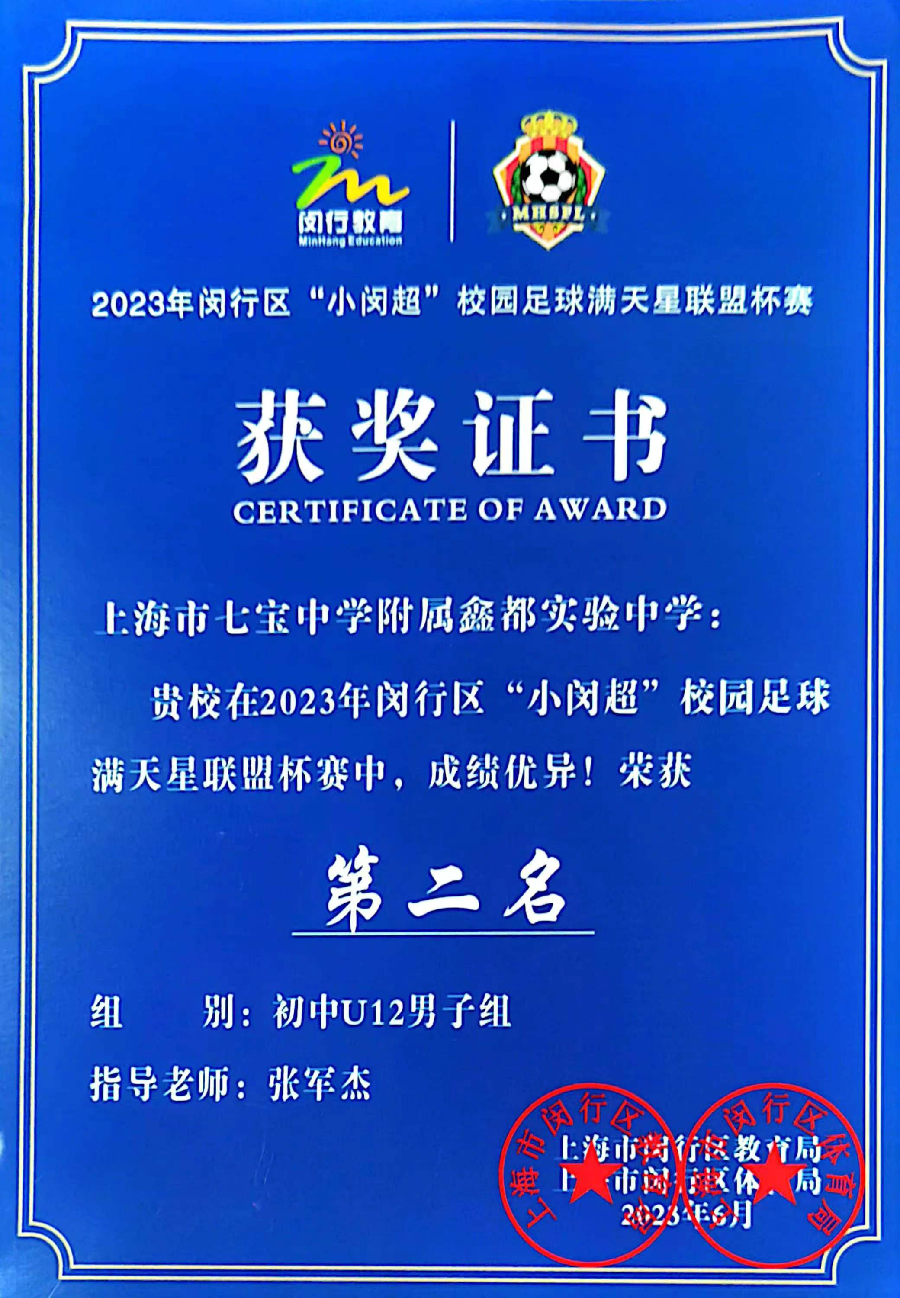 闵行教育
MinHang Education
MHSFL
2023年闵行区“小闵超”校园足球满天星联盟杯赛
获奖证书
CERTIFICATE OF AWARD
上海市七宝中学附属鑫都实验中学：
贵校在2023年闵行区“小闵超”校园足球
满天星联盟杯赛中，成绩优异！荣获
第二名
组 别：初中U12男子组
指导老师：张军杰
上海市闵行区教育局
上海市闵行区体育局
2023年6月
上海市闵行区教育局
上海市闵行区体育局